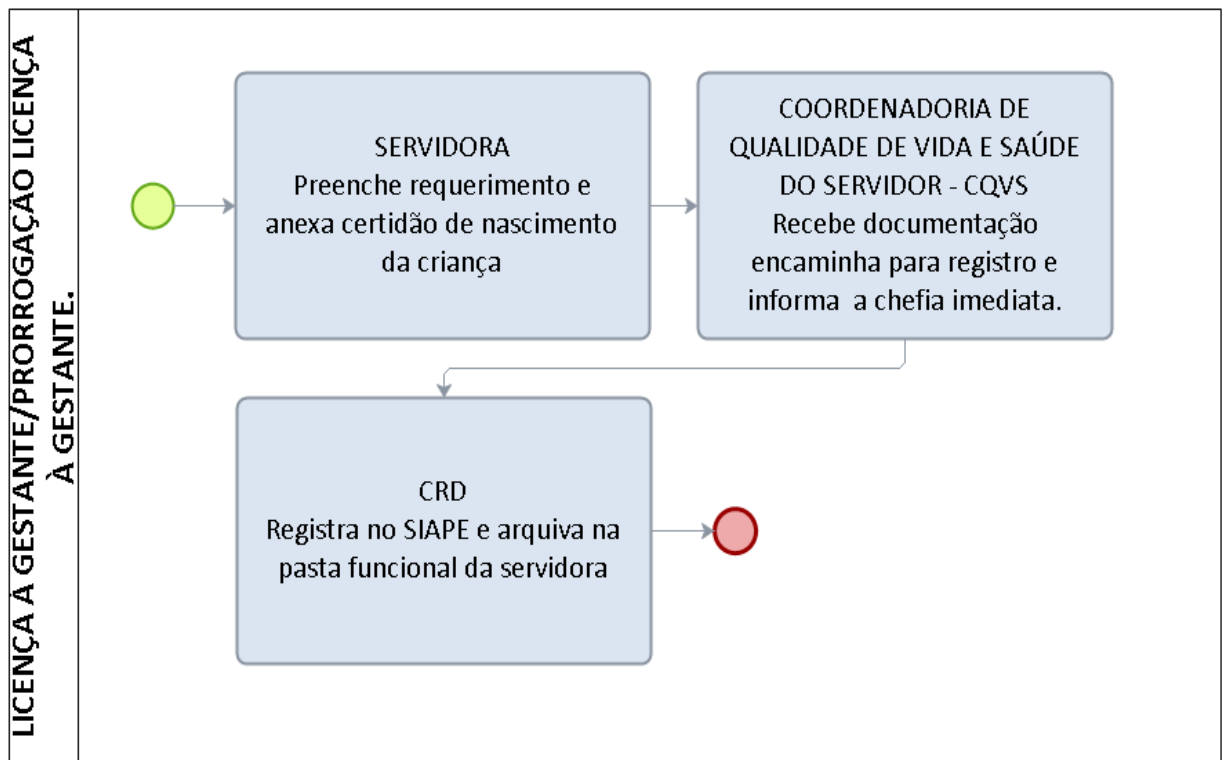 LICENÇA À GESTANTE/PRORROGAÇÃO LICENÇA
À GESTANTE.
SERVIDORA
Preenche requerimento e
anexa certidão de nascimento
da criança
COORDENADORIA DE
QUALIDADE DE VIDA E SAÚDE
DO SERVIDOR - CQVS
Recebe documentação
encaminha para registro e
informa  a chefia imediata.
CRD
Registra no SIAPE e arquiva na
pasta funcional da servidora